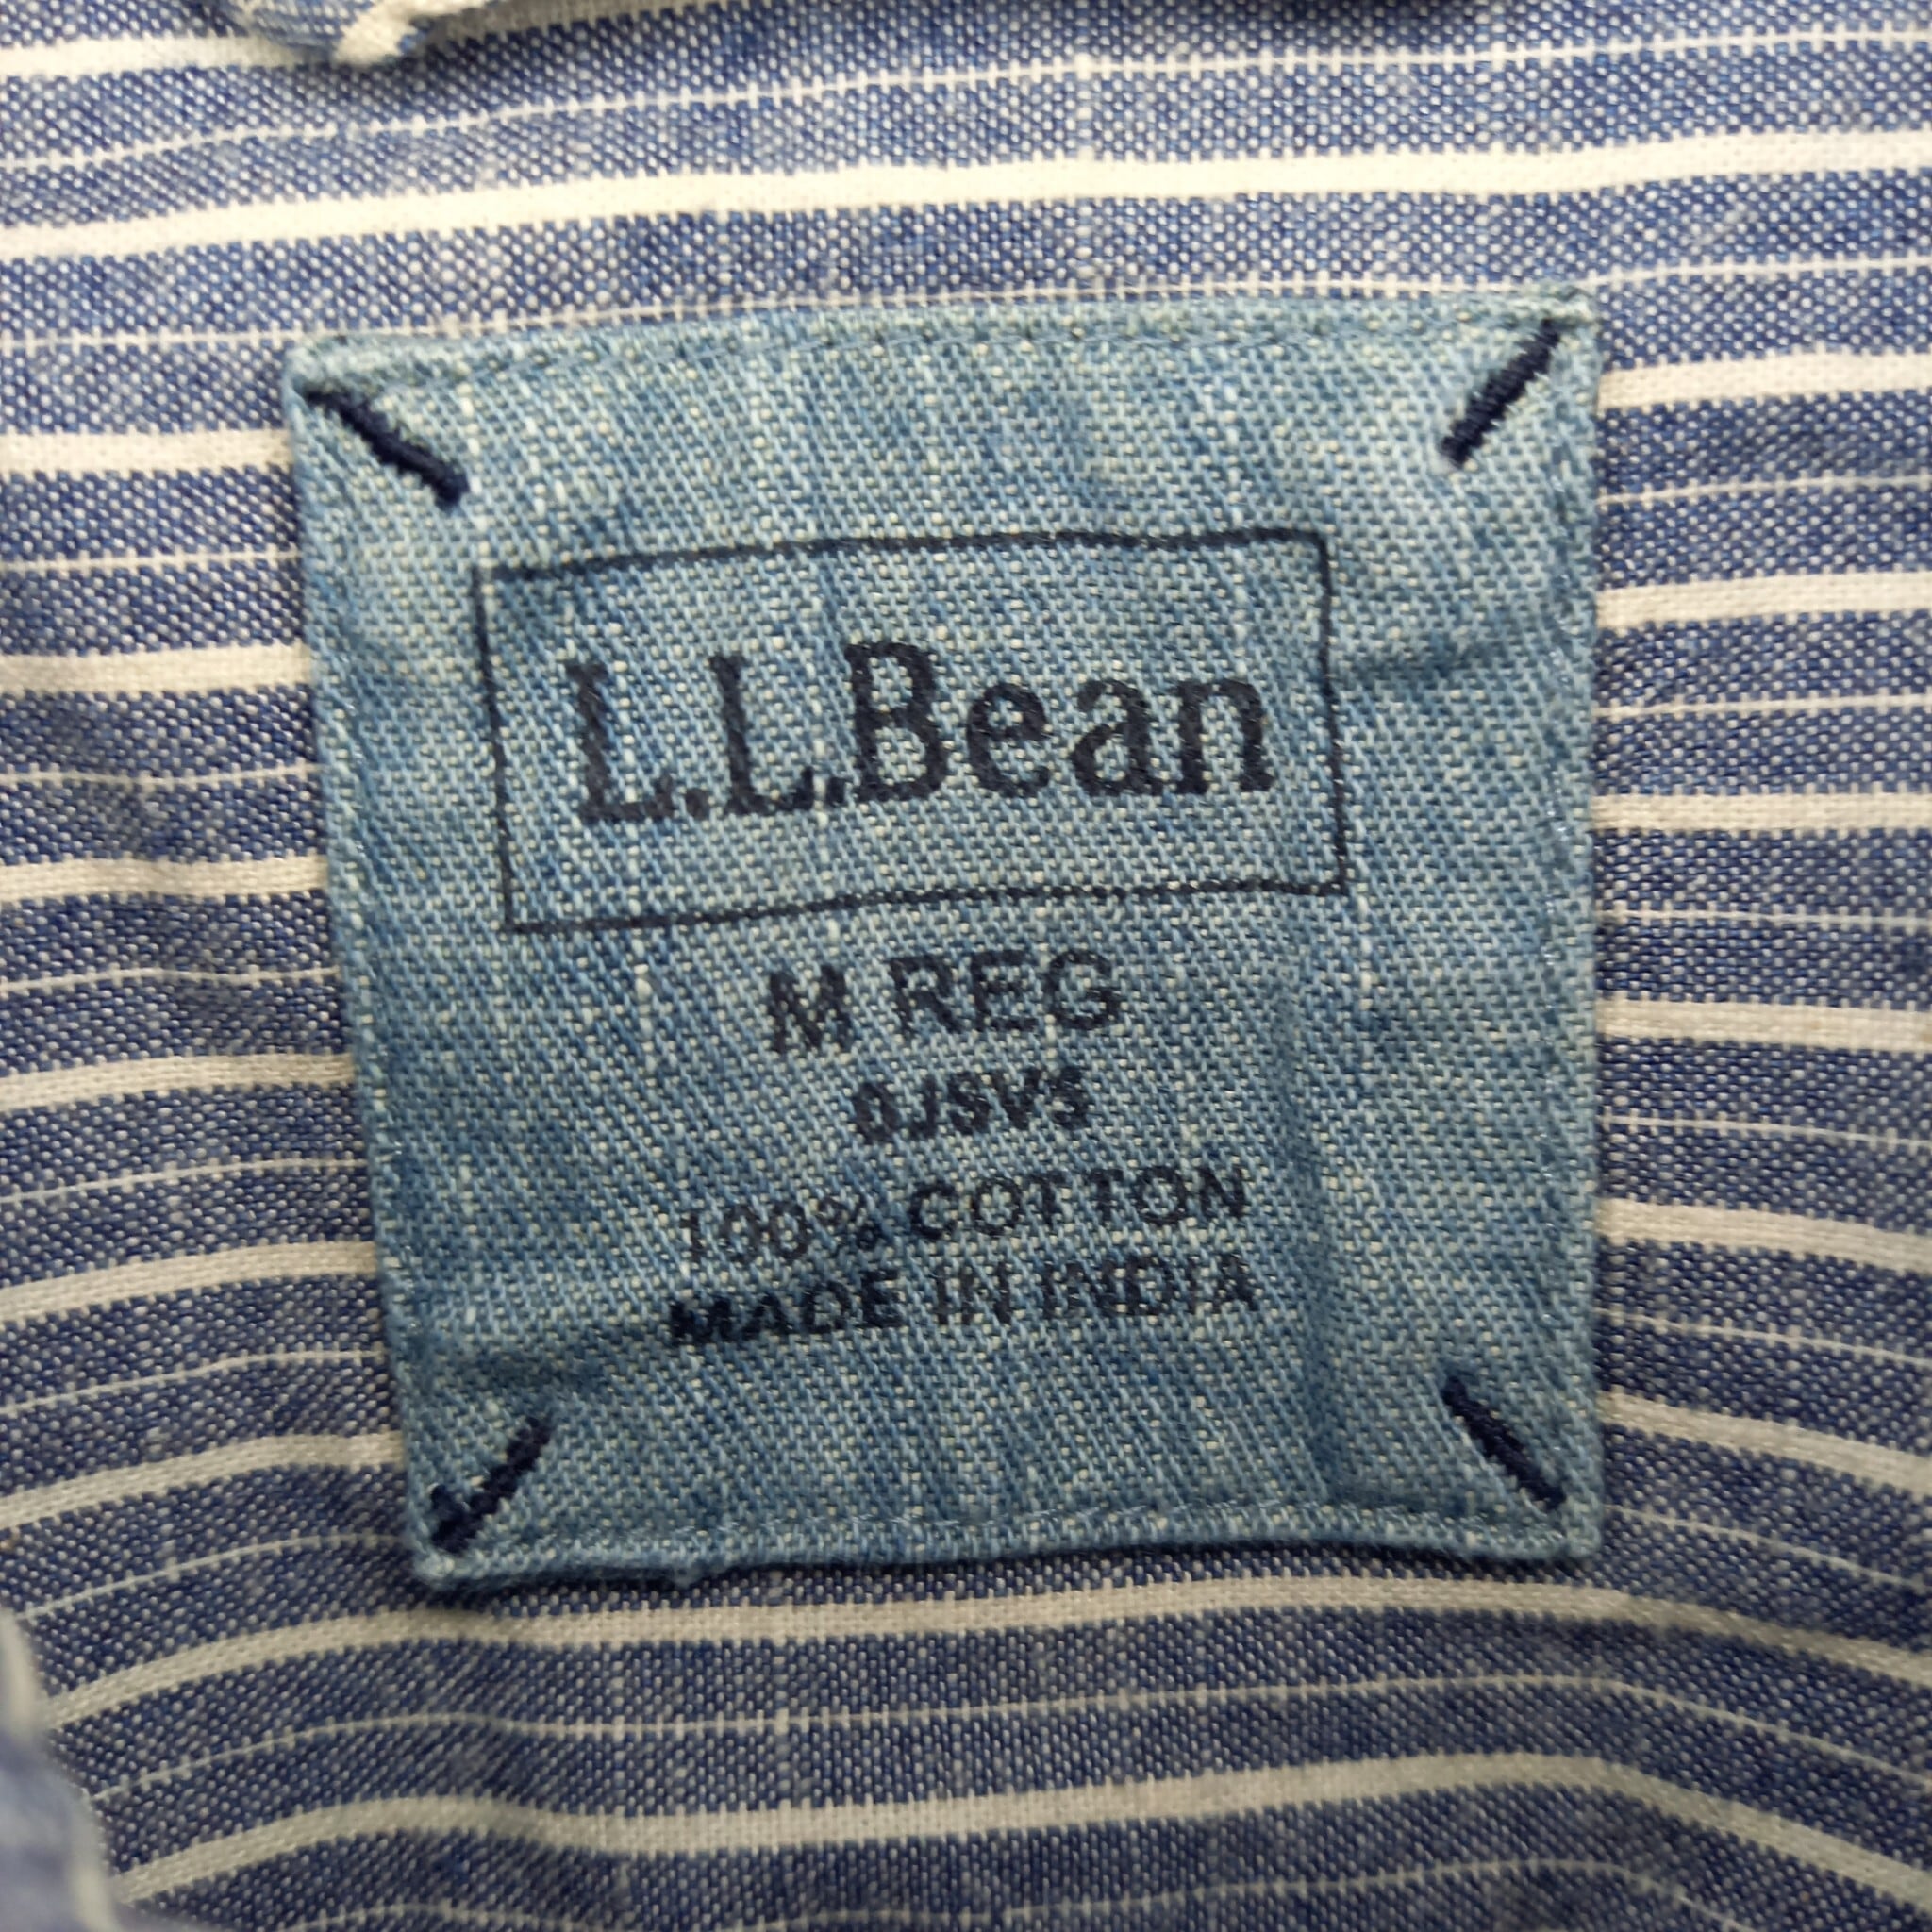 L.L.Bean
M REG
0JSV5
100% COTTON
MADE IN INDIA